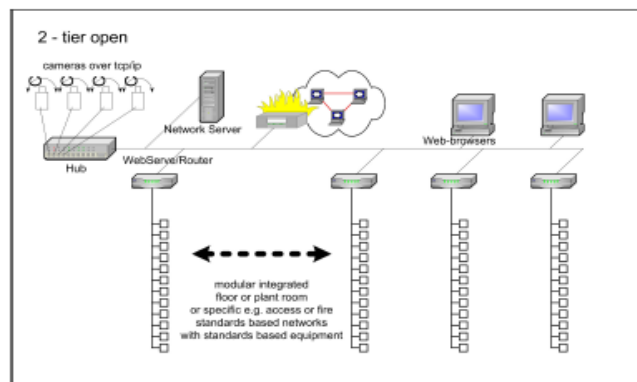 2 - tier open
cameras over tcp/ip
Network Server
Web-browsers
Hub
WebServe/Router
modular integrated
floor or plant room
or specific e.g. access or fire
standards based networks
with standards based equipment